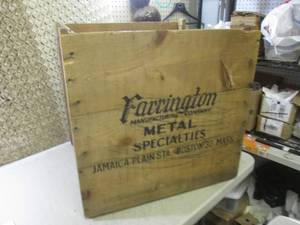 Farrington
MANUFACTURING COMPANY
METAL
SPECIALTIES
JAMAICA PLAIN STA. BOSTON 30 MASS.